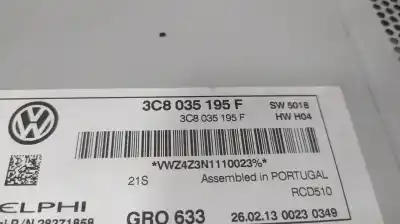 3C8 035 195 F SW 5018
3C8 035 195 F HW H04
*VWZ4Z3N1110023%*
21S Assembled in PORTUGAL
RCD510
ELPHI GRO 633 26.02.13 0023 0349
P/N 28271858